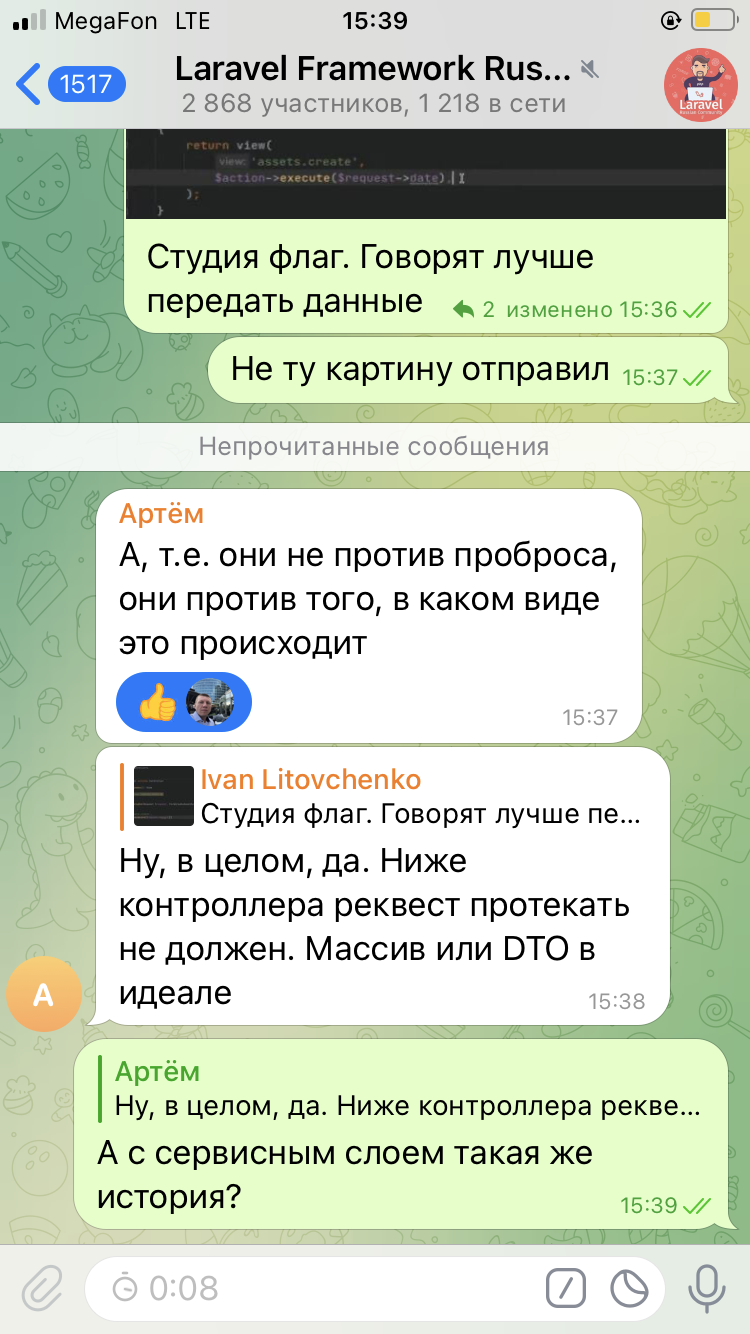 MegaFon LTE 15:39
1517
Laravel Framework Rus...
2 868 участников, 1 218 в сети
Laravel
return view(
view: 'assets.create',
$action->execute($request->date)
);
}
Студия флаг. Говорят лучше
передать данные
2 изменено 15:36
Не ту картину отправил 15:37
Непрочитанные сообщения
Артём
А, т.е. они не против проброса,
они против того, в каком виде
это происходит
15:37
Ivan Litovchenko
Студия флаг. Говорят лучше пе...
Ну, в целом, да. Ниже
контроллера реквест протекать
не должен. Массив или DTO в
идеале
15:38
А
Артём
Ну, в целом, да. Ниже контроллера рекве...
А с сервисным слоем такая же
история?
15:39
0:08